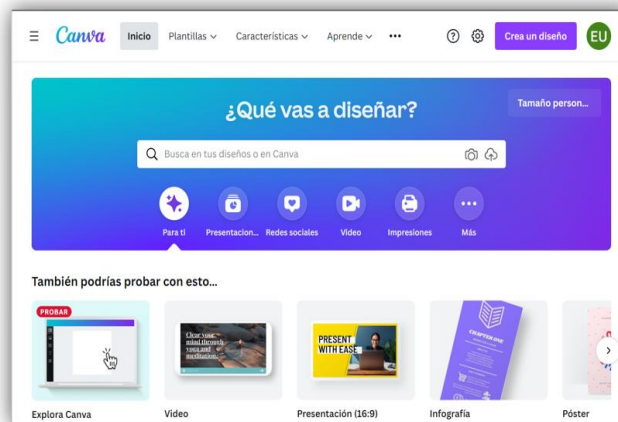 Canva
Inicio
Plantillas
Características
Aprende
Crea un diseño
EU
¿Qué vas a diseñar?
Tamaño person...
Busca en tus diseños o en Canva
Para ti
Presentacion...
Redes sociales
Video
Impresiones
Más
También podrías probar con esto...
PROBAR
Clear your
mind through
yoga and
meditation.
PRESENT
WITH EASE
CHAPTER ONE
Explora Canva
Video
Presentación (16:9)
Infografía
Póster